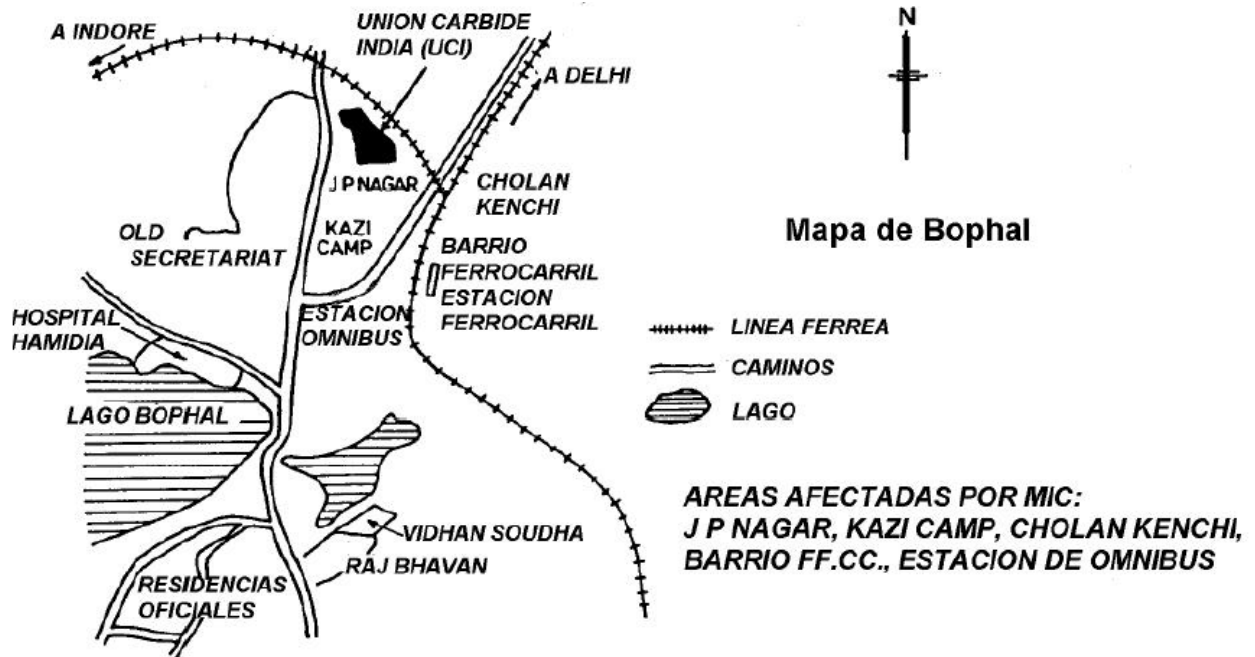 A INDORE
UNION CARBIDE
INDIA (UCI)
A DELHI
N
J P NAGAR
CHOLAN
KENCHI
KAZI
CAMP
OLD
SECRETARIAT
BARRIO
FERROCARRIL
ESTACION
FERROCARRIL
ESTACION
OMNIBUS
HOSPITAL
HAMIDIA
LAGO BOPHAL
VIDHAN SOUDHA
RAJ BHAVAN
RESIDENCIAS
OFICIALES
Mapa de Bophal
LINEA FERREA
CAMINOS
LAGO
AREAS AFECTADAS POR MIC:
J P NAGAR, KAZI CAMP, CHOLAN KENCHI,
BARRIO FF.CC., ESTACION DE OMNIBUS